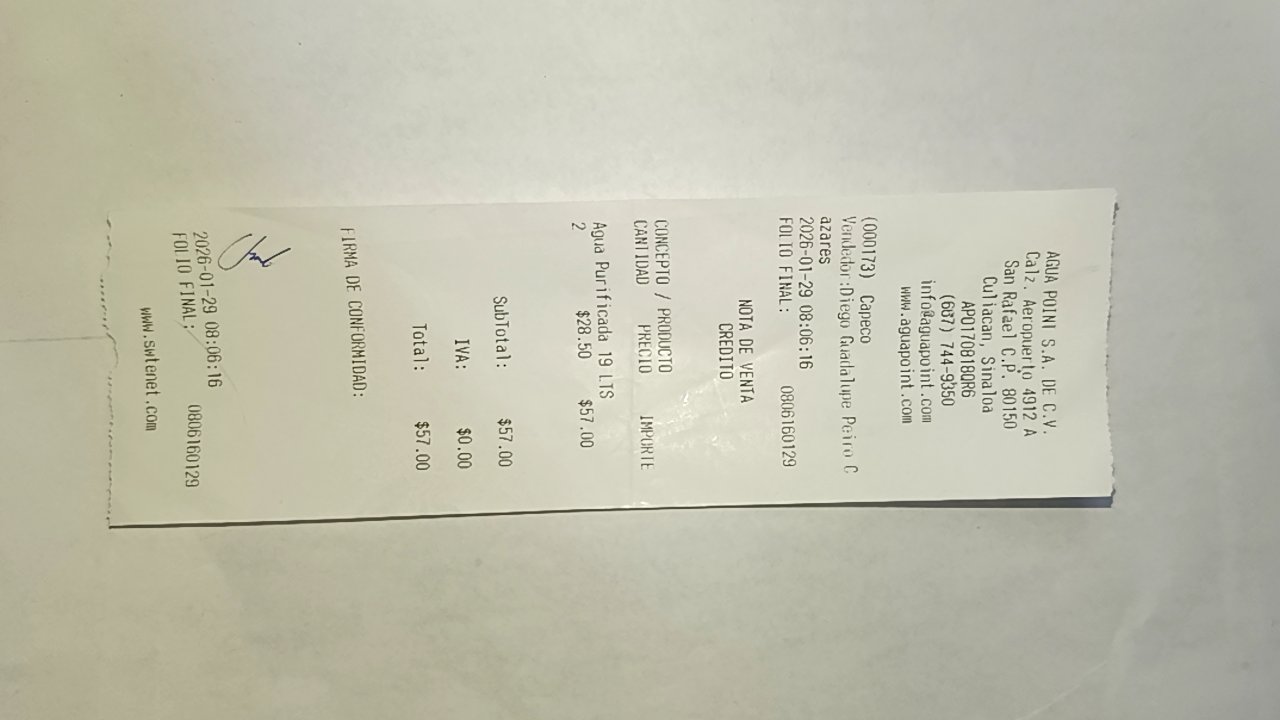 AGUA POINI S.A. DE C.V.
Calz. Aeropuerto 4912 A
San Rafael C.P. 80150
Culiacan, Sinaloa
APO170818QR6
(667) 744-9350
info@aguapoint.com
www.aguapoint.com
(000173) Capeco
Vendedor:Diego Guadalupe Peiro C
azares
2026-01-29 08:06:16
FOLIO FINAL: 0806160129
NOTA DE VENTA
CREDITO
CONCEPTO / PRODUCTO
CANTIDAD PRECIO IMPORTE
Agua Purificada 19 LTS
2 $28.50 $57.00
SubTotal: $57.00
IVA: $0.00
Total: $57.00
FIRMA DE CONFORMIDAD:
2026-01-29 08:06:16
FOLIO FINAL: 0806160129
www.swtenet.com